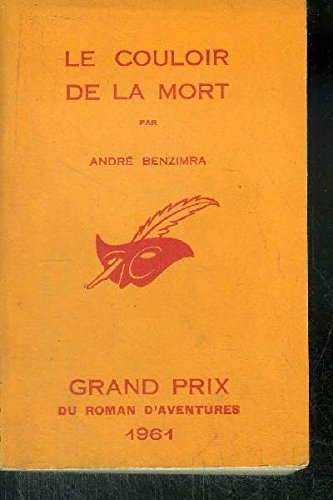 LE COULOIR
DE LA MORT
PAR
ANDRÉ BENZIMRA
GRAND PRIX
DU ROMAN D'AVENTURES
1961